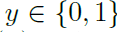 y ∈ {0, 1}